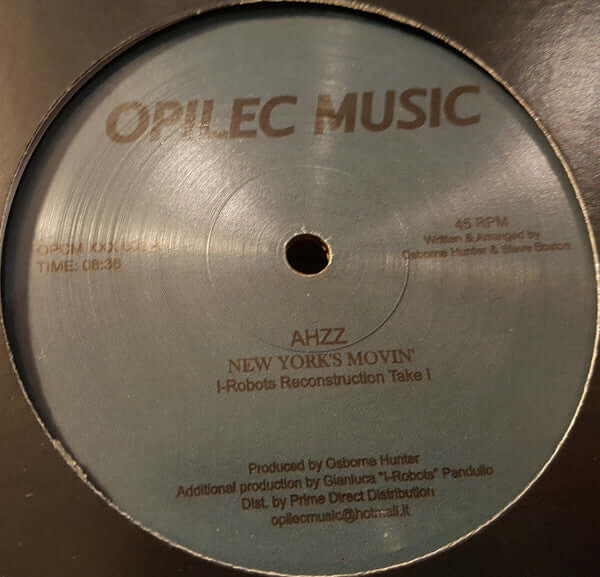 OPILEC MUSIC
OPCM XXX
TIME: 08:36
45 RPM
Written & Arranged by
Osborne Hunter & Steve Boston
AHZZ
NEW YORK'S MOVIN'
I-Robots Reconstruction Take I
Produced by Osborne Hunter
Additional production by Gianluca "I-Robots" Pandullo
Dist. by Prime Direct Distribution
opilecmusic@hotmail.it